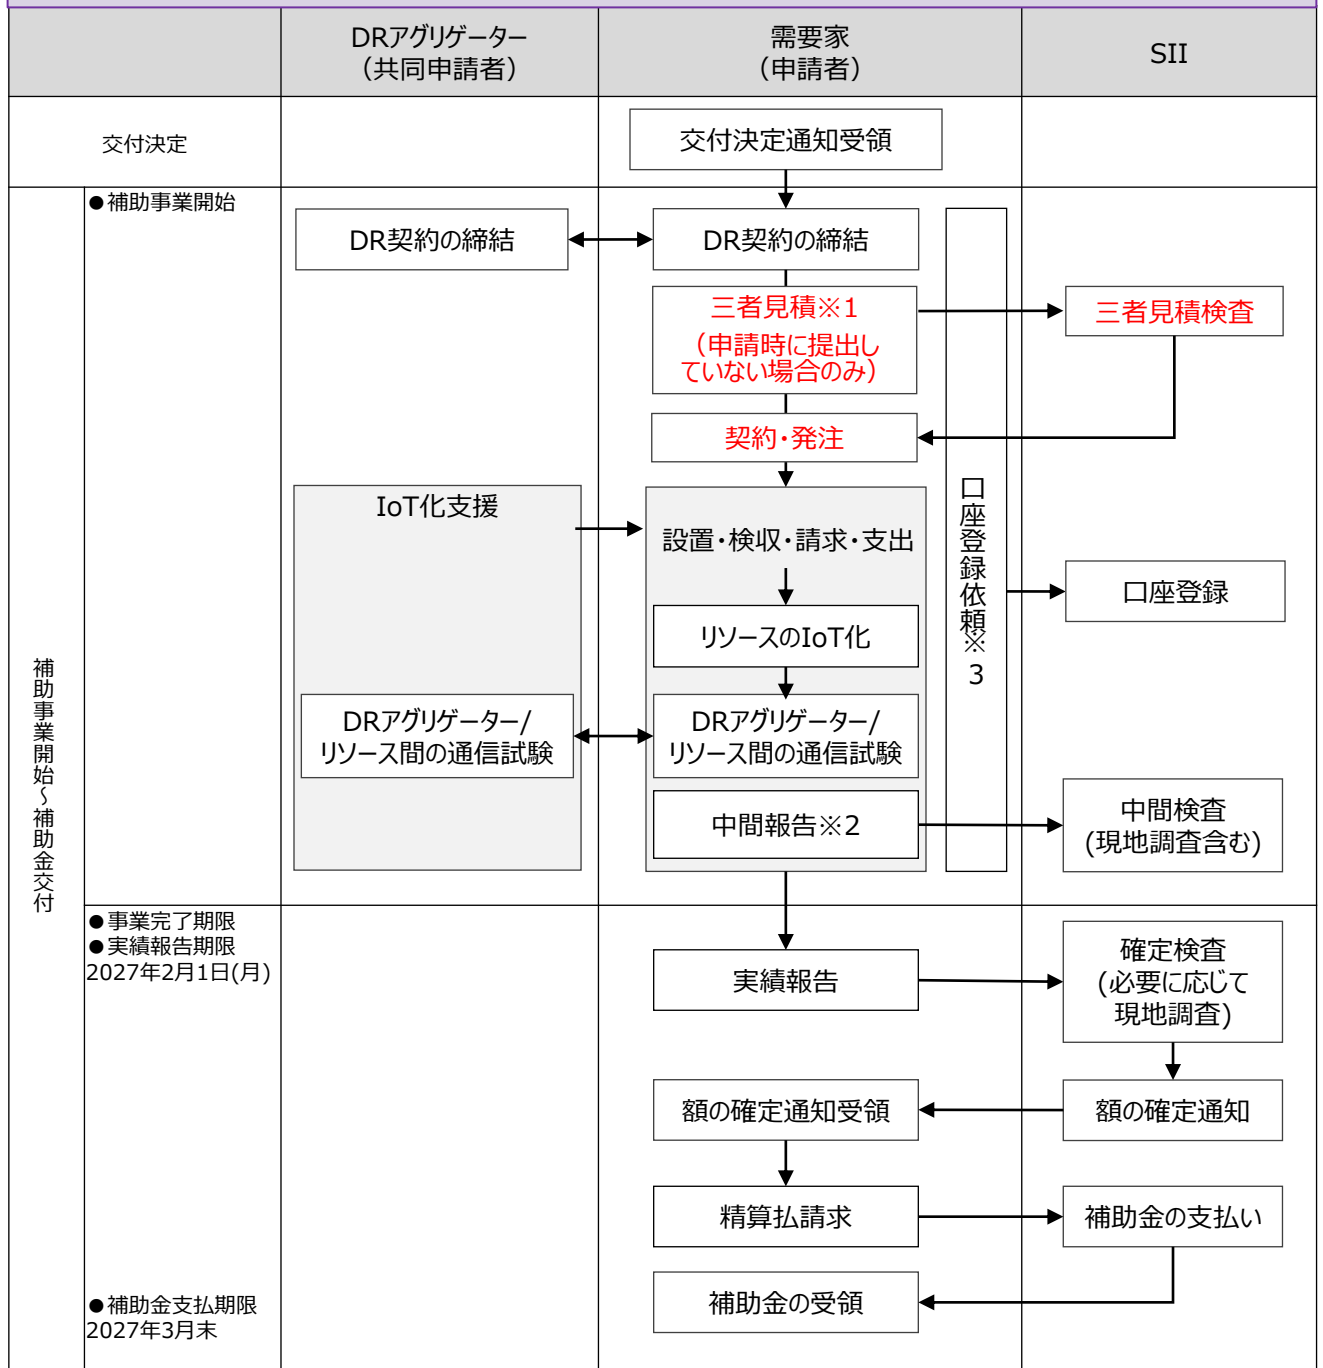 DRアグリゲーター
（共同申請者）
需要家
（申請者）
SII
交付決定
交付決定通知受領
補助事業開始～補助金交付
●補助事業開始
DR契約の締結
DR契約の締結
三者見積※1
（申請時に提出し
ていない場合のみ）
三者見積検査
契約・発注
口座登録依頼※3
IoT化支援
設置・検収・請求・支出
口座登録
リソースのIoT化
DRアグリゲーター/
リソース間の通信試験
DRアグリゲーター/
リソース間の通信試験
中間報告※2
中間検査
(現地調査含む)
●事業完了期限
●実績報告期限
2027年2月1日(月)
実績報告
確定検査
(必要に応じて
現地調査)
額の確定通知受領
額の確定通知
精算払請求
補助金の支払い
●補助金支払期限
2027年3月末
補助金の受領